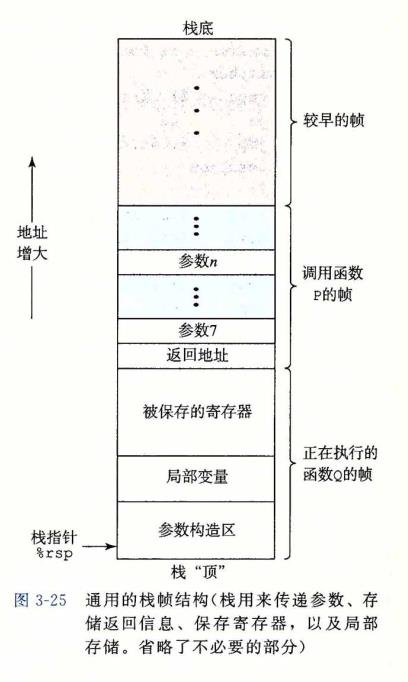 栈底
较早的帧
地址
增大
参数n
调用函数
P的帧
参数7
返回地址
被保存的寄存器
正在执行的
函数Q的帧
局部变量
参数构造区
栈指针
%rsp
栈“顶”
图 3-25 通用的栈帧结构(栈用来传递参数、存
储返回信息、保存寄存器，以及局部
存储。省略了不必要的部分)